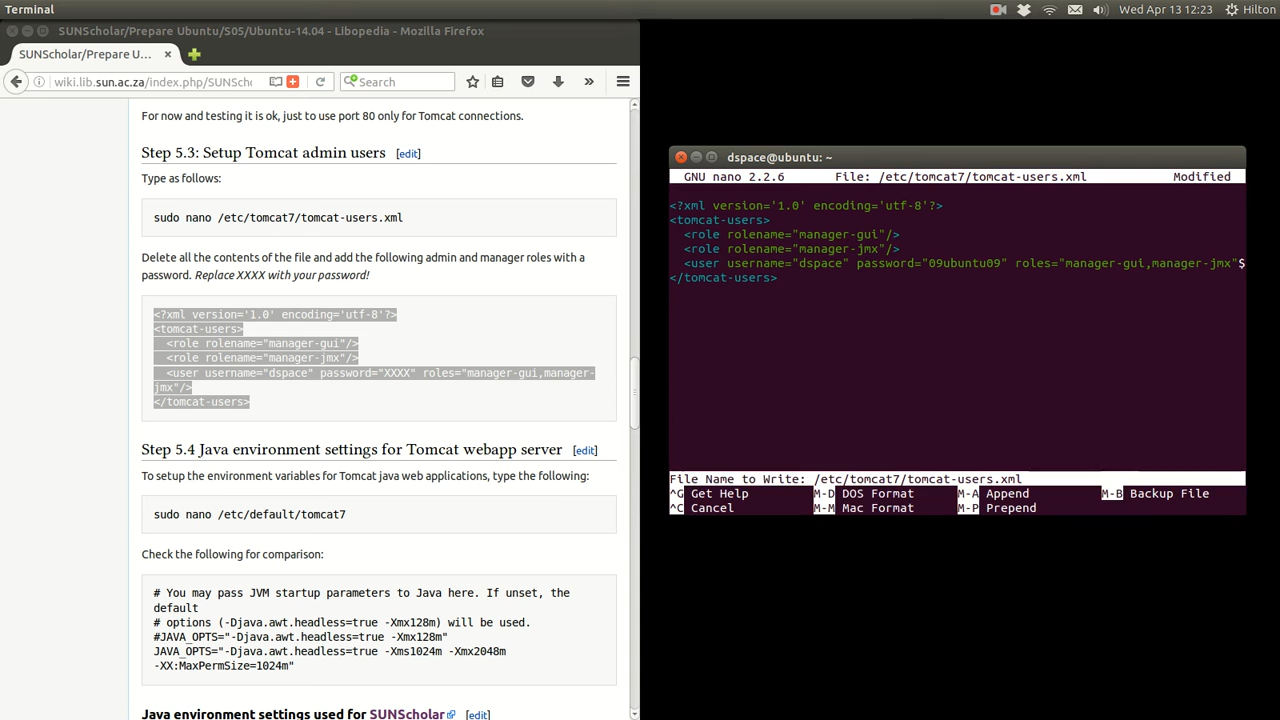 Terminal
Wed Apr 13 12:23
Hilton
SUNScholar/Prepare Ubuntu/S05/Ubuntu-14.04 - Libopedia - Mozilla Firefox
SUNScholar/Prepare U...
wiki.lib.sun.ac.za/index.php/SUNSch
Search
For now and testing it is ok, just to use port 80 only for Tomcat connections.
Step 5.3: Setup Tomcat admin users [edit]
Type as follows:
sudo nano /etc/tomcat7/tomcat-users.xml
Delete all the contents of the file and add the following admin and manager roles with a
password. Replace XXXX with your password!
<?xml version='1.0' encoding='utf-8'?>
<tomcat-users>
  <role rolename="manager-gui"/>
  <role rolename="manager-jmx"/>
  <user username="dspace" password="XXXX" roles="manager-gui,manager-
jmx"/>
</tomcat-users>
Step 5.4 Java environment settings for Tomcat webapp server [edit]
To setup the environment variables for Tomcat java web applications, type the following:
sudo nano /etc/default/tomcat7
Check the following for comparison:
# You may pass JVM startup parameters to Java here. If unset, the
default
# options (-Djava.awt.headless=true -Xmx128m) will be used.
#JAVA_OPTS="-Djava.awt.headless=true -Xmx128m"
JAVA_OPTS="-Djava.awt.headless=true -Xms1024m -Xmx2048m
-XX:MaxPermSize=1024m"
Java environment settings used for SUNScholar [edit]
dspace@ubuntu: ~
GNU nano 2.2.6 File: /etc/tomcat7/tomcat-users.xml Modified
<?xml version='1.0' encoding='utf-8'?>
<tomcat-users>
  <role rolename="manager-gui"/>
  <role rolename="manager-jmx"/>
  <user username="dspace" password="09ubuntu09" roles="manager-gui,manager-jmx"$
</tomcat-users>
File Name to Write: /etc/tomcat7/tomcat-users.xml
^G Get Help M-D DOS Format M-A Append M-B Backup File
^C Cancel M-M Mac Format M-P Prepend